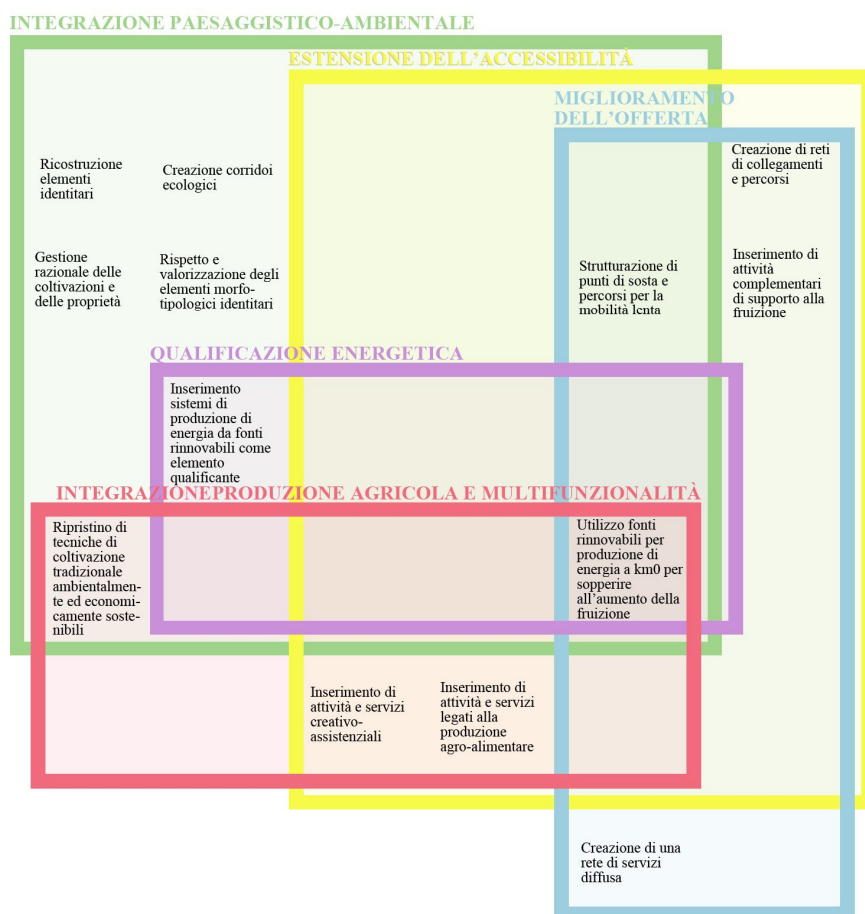 INTEGRAZIONE PAESAGGISTICO-AMBIENTALE
ESTENSIONE DELL'ACCESSIBILITÀ
MIGLIORAMENTO
DELL'OFFERTA
Ricostruzione
elementi
identitari
Creazione corridoi
ecologici
Creazione di reti
di collegamenti
e percorsi
Gestione
razionale delle
coltivazioni e
delle proprietà
Rispetto e
valorizzazione degli
elementi morfo-
tipologici identitari
Strutturazione di
punti di sosta e
percorsi per la
mobilità lenta
Inserimento di
attività
complementari
di supporto alla
fruizione
QUALIFICAZIONE ENERGETICA
Inserimento
sistemi di
produzione di
energia da fonti
rinnovabili come
elemento
qualificante
INTEGRAZIONEPRODUZIONE AGRICOLA E MULTIFUNZIONALITÀ
Ripristino di
tecniche di
coltivazione
tradizionale
ambientalmen-
te ed economi-
camente soste-
nibili
Utilizzo fonti
rinnovabili per
produzione di
energia a km0 per
sopperire
all'aumento della
fruizione
Inserimento di
attività e servizi
creativo-
assistenziali
Inserimento di
attività e servizi
legati alla
produzione
agro-alimentare
Creazione di una
rete di servizi
diffusa